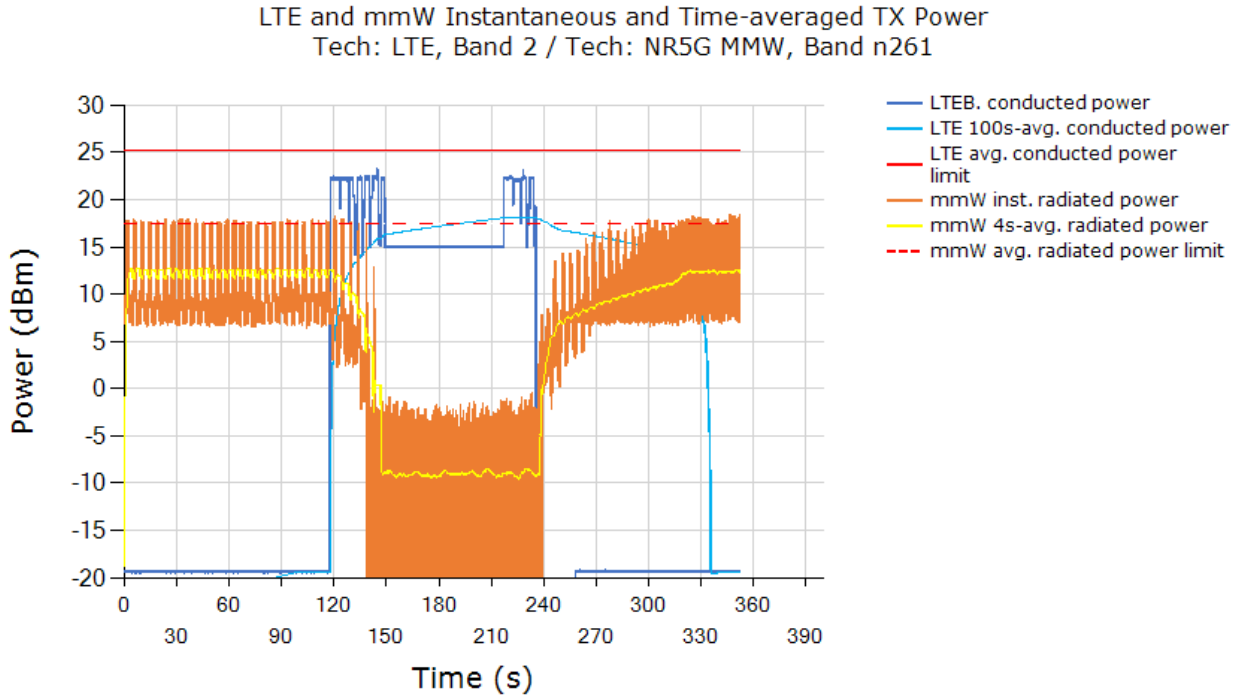 LTE and mmW Instantaneous and Time-averaged TX Power
Tech: LTE, Band 2 / Tech: NR5G MMW, Band n261
30
25
20
15
10
5
0
-5
-10
-15
-20
Power (dBm)
0 60 120 180 240 300 360
30 90 150 210 270 330 390
Time (s)
LTEB. conducted power
LTE 100s-avg. conducted power
LTE avg. conducted power
limit
mmW inst. radiated power
mmW 4s-avg. radiated power
mmW avg. radiated power limit